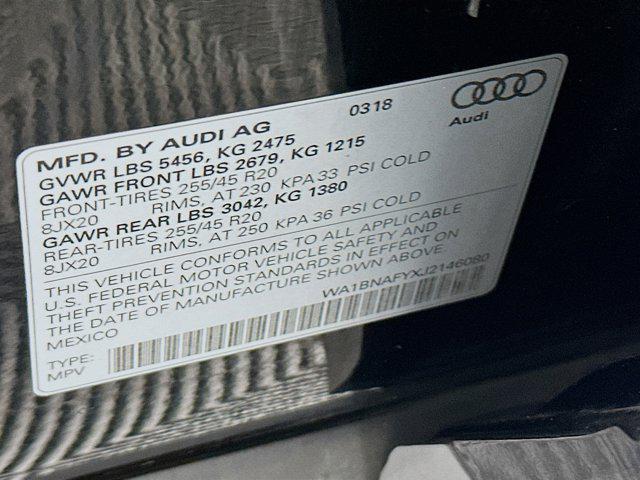 MFD. BY AUDI AG 0318
Audi
GVWR LBS 5456, KG 2475
GAWR FRONT LBS 2679, KG 1215
FRONT-TIRES 255/45 R20
8JX20 RIMS, AT 230 KPA 33 PSI COLD
GAWR REAR LBS 3042, KG 1380
REAR-TIRES 255/45 R20
8JX20 RIMS, AT 250 KPA 36 PSI COLD
THIS VEHICLE CONFORMS TO ALL APPLICABLE
U.S. FEDERAL MOTOR VEHICLE SAFETY AND
THEFT PREVENTION STANDARDS IN EFFECT ON
THE DATE OF MANUFACTURE SHOWN ABOVE.
MEXICO WA1BNAFYXJ2146080
TYPE:
MPV